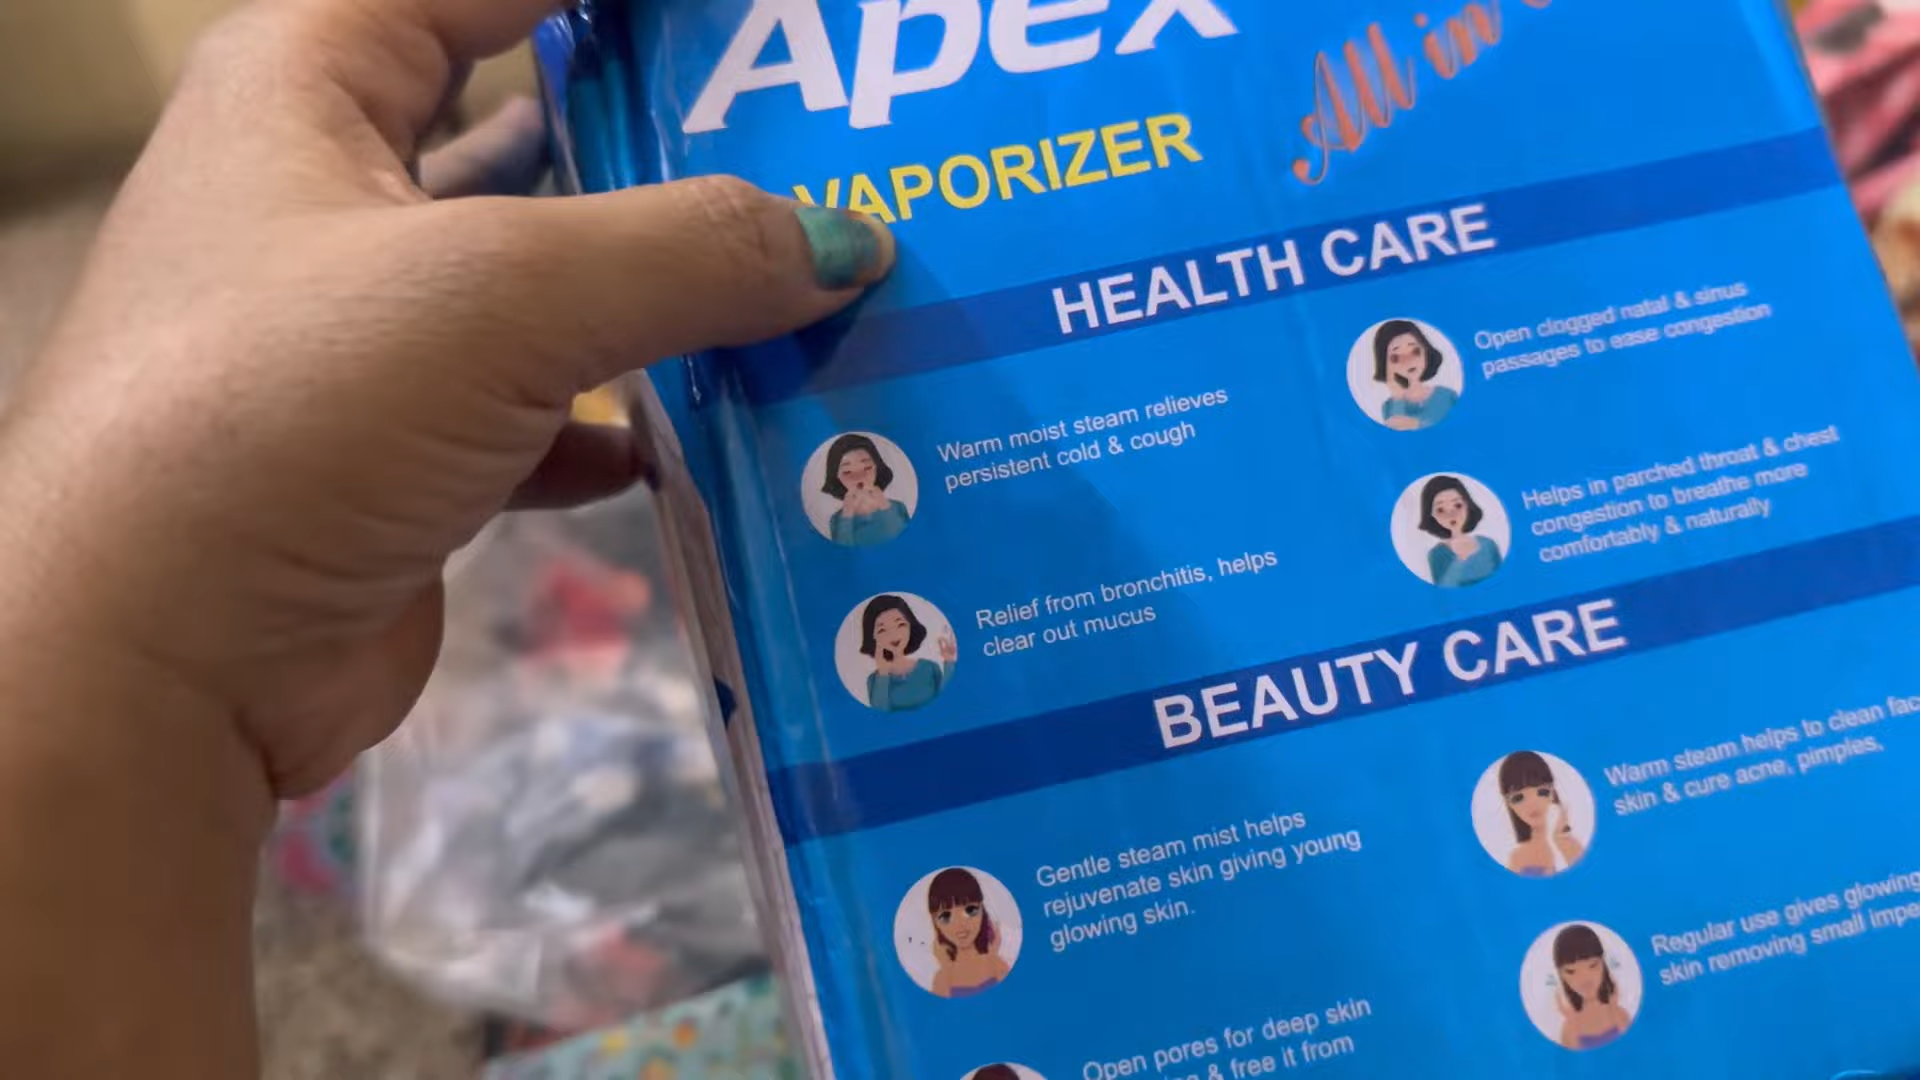 Apex
All in
VAPORIZER
HEALTH CARE
Warm moist steam relieves
persistent cold & cough
Open clogged natal & sinus
passages to ease congestion
Relief from bronchitis, helps
clear out mucus
Helps in parched throat & chest
congestion to breathe more
comfortably & naturally
BEAUTY CARE
Gentle steam mist helps
rejuvenate skin giving young
glowing skin.
Warm steam helps to clean
skin & cure acne, pimples,
Open pores for deep skin
& free it from
Regular use gives glowing
skin removing small